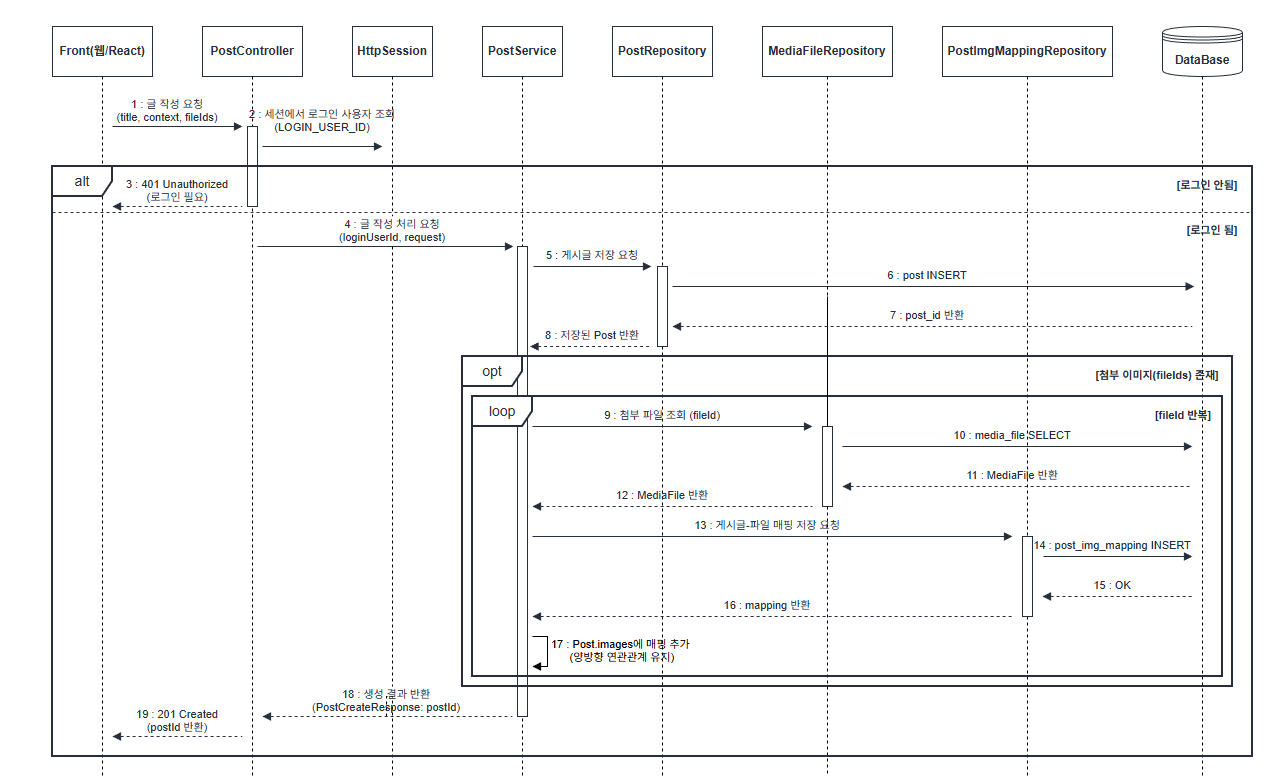 Front(웹/React)
PostController
HttpSession
PostService
PostRepository
MediaFileRepository
PostImgMappingRepository
DataBase
1 : 글 작성 요청
(title, context, fileIds)
2 : 세션에서 로그인 사용자 조회
(LOGIN_USER_ID)
alt
[로그인 안됨]
3 : 401 Unauthorized
(로그인 필요)
[로그인 됨]
4 : 글 작성 처리 요청
(loginUserId, request)
5 : 게시글 저장 요청
6 : post INSERT
7 : post_id 반환
8 : 저장된 Post 반환
opt
[첨부 이미지(fileIds) 존재]
loop
[fileId 반복]
9 : 첨부 파일 조회 (fileId)
10 : media_file SELECT
11 : MediaFile 반환
12 : MediaFile 반환
13 : 게시글-파일 매핑 저장 요청
14 : post_img_mapping INSERT
15 : OK
16 : mapping 반환
17 : Post.images에 매핑 추가
(양방향 연관관계 유지)
18 : 생성 결과 반환
(PostCreateResponse: postId)
19 : 201 Created
(postId 반환)